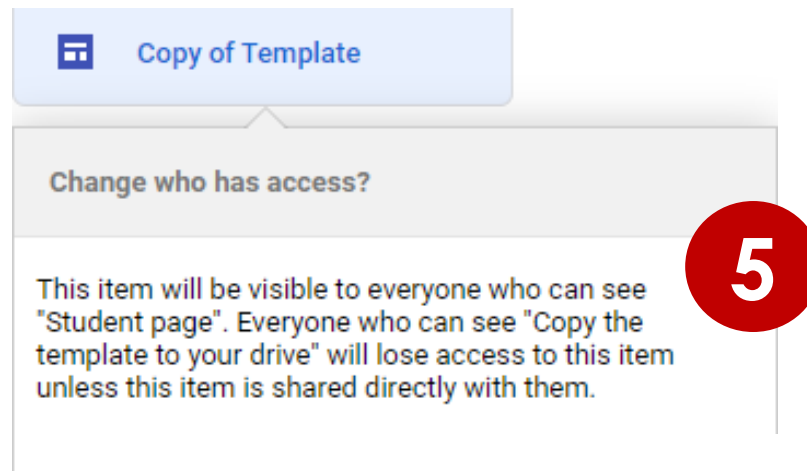 Copy of Template
Change who has access?
5
This item will be visible to everyone who can see
"Student page". Everyone who can see "Copy the
template to your drive" will lose access to this item
unless this item is shared directly with them.